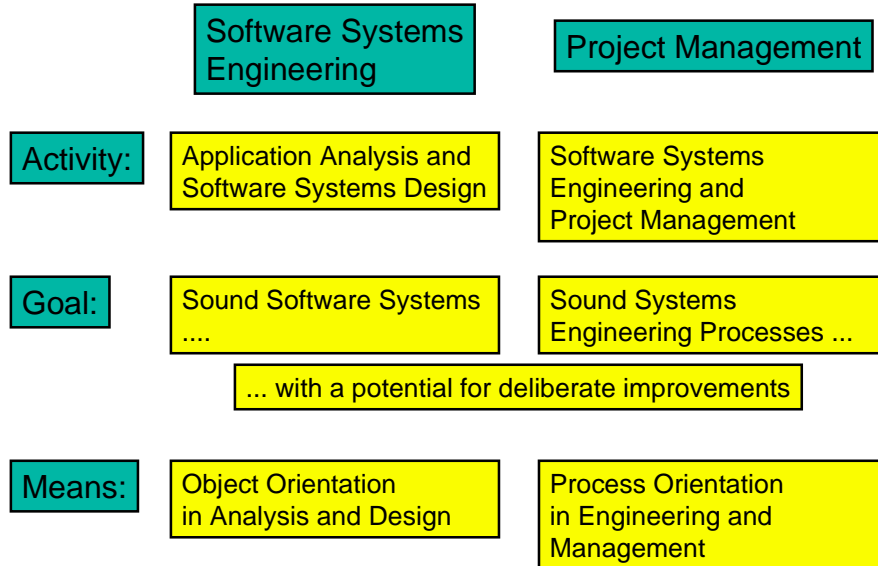 Software Systems
Engineering
Project Management
Activity:
Application Analysis and
Software Systems Design
Software Systems
Engineering and
Project Management
Goal:
Sound Software Systems
....
Sound Systems
Engineering Processes ...
... with a potential for deliberate improvements
Means:
Object Orientation
in Analysis and Design
Process Orientation
in Engineering and
Management